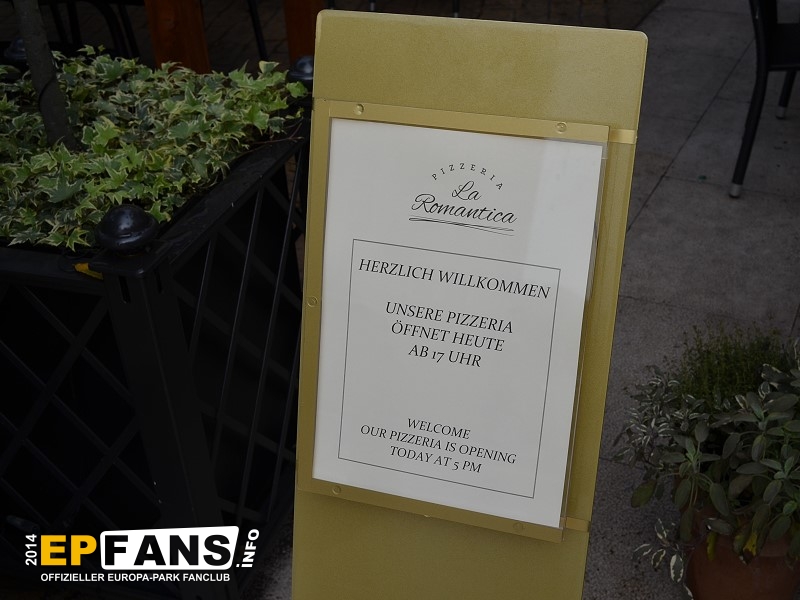 PIZZERIA
La
Romantica
HERZLICH WILLKOMMEN
UNSERE PIZZERIA
ÖFFNET HEUTE
AB 17 UHR
WELCOME
OUR PIZZERIA IS OPENING
TODAY AT 5 PM
2014 EPFANS.INFO
OFFIZIELLER EUROPA-PARK FANCLUB